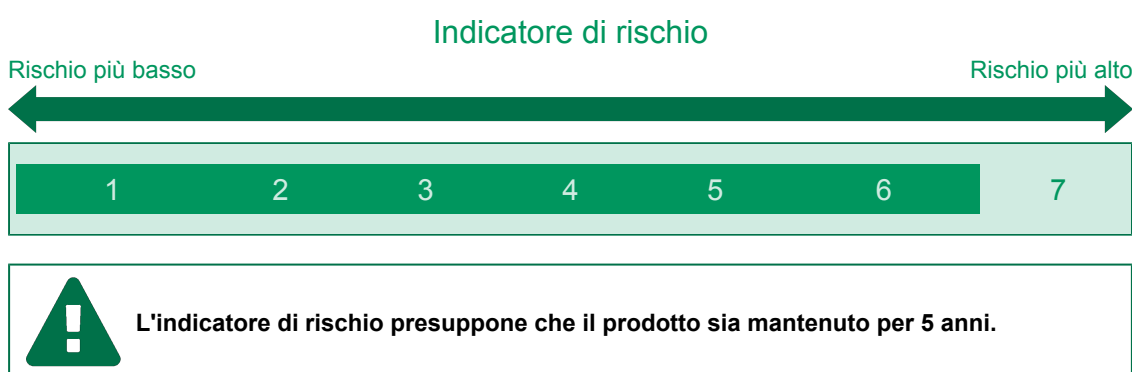 Indicatore di rischio
Rischio più basso Rischio più alto
1 2 3 4 5 6 7
L'indicatore di rischio presuppone che il prodotto sia mantenuto per 5 anni.